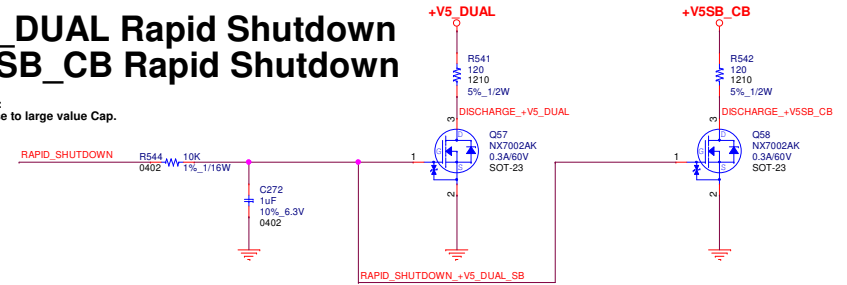 _DUAL Rapid Shutdown
SB_CB Rapid Shutdown
e to large value Cap.
+V5_DUAL
R541
120
1210
5%_1/2W
DISCHARGE_+V5_DUAL
3
D
G
S
1
2
Q57
NX7002AK
0.3A/60V
SOT-23
+V5SB_CB
R542
120
1210
5%_1/2W
DISCHARGE_+V5SB_CB
3
D
G
S
1
2
Q58
NX7002AK
0.3A/60V
SOT-23
RAPID_SHUTDOWN
R544 10K
0402 1%_1/16W
C272
1uF
10%_6.3V
0402
RAPID_SHUTDOWN_+V5_DUAL_SB